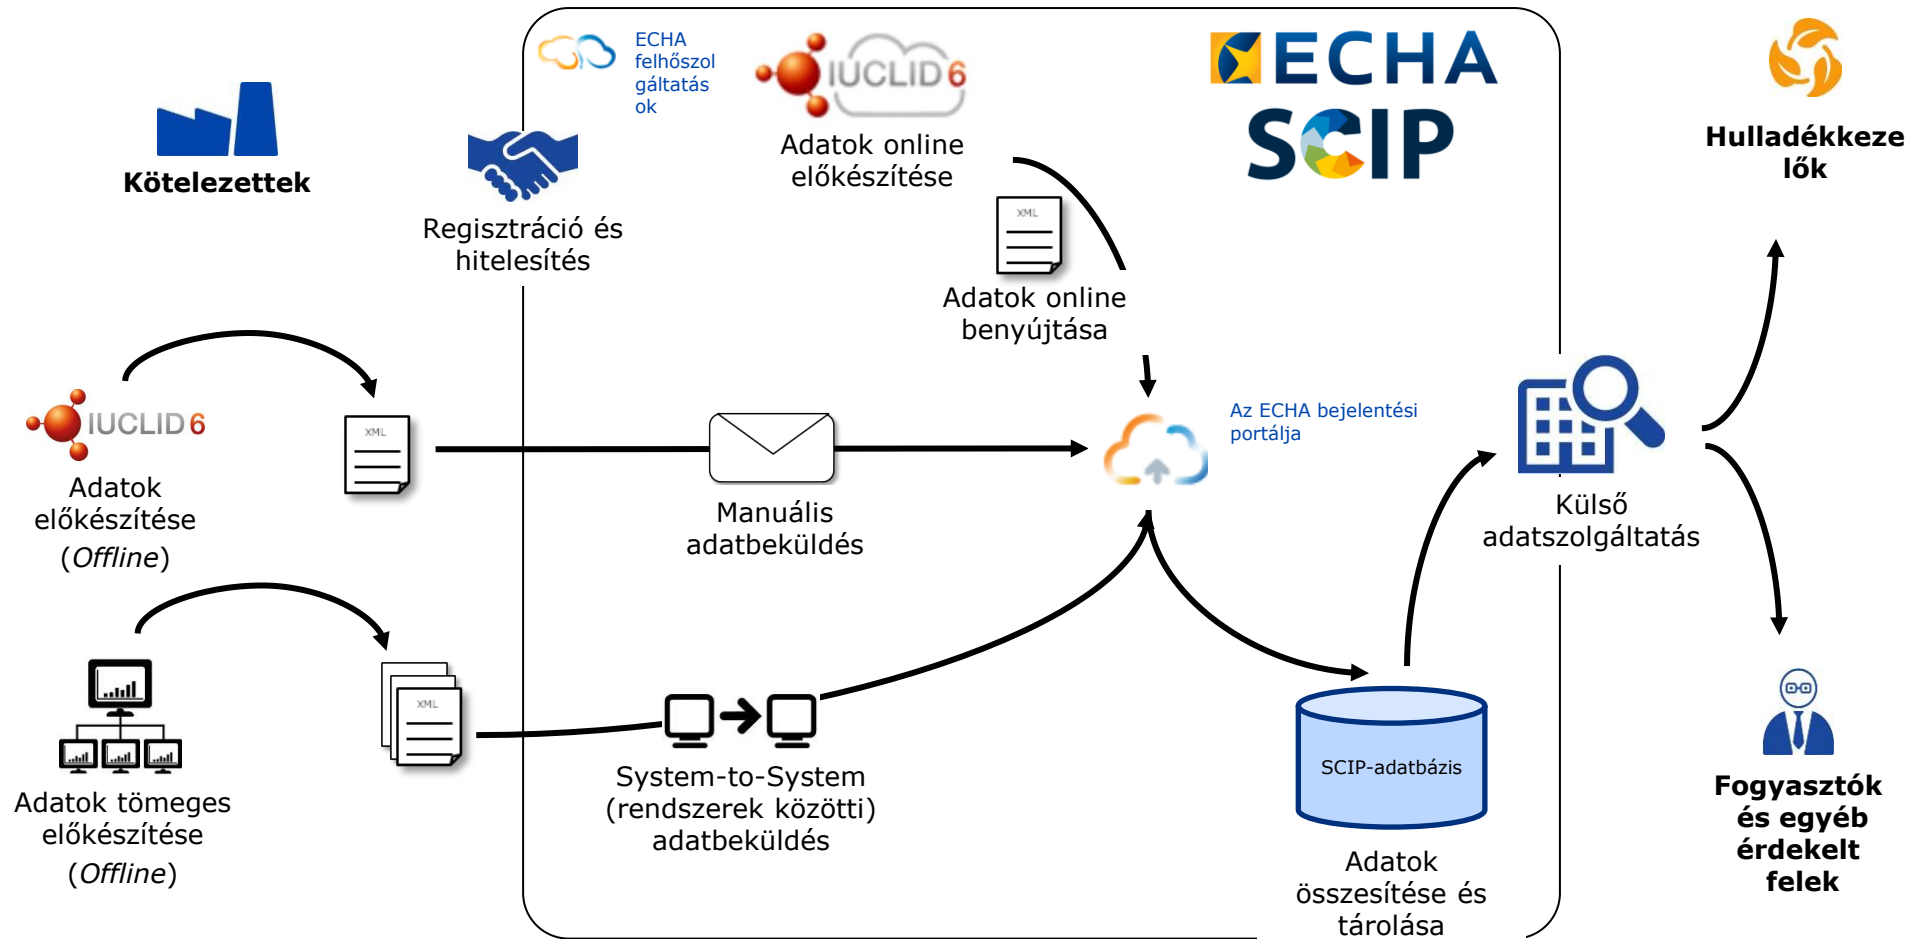 ECHA
felhőszol
gáltatás
ok
IUCLID 6
ECHA
SCIP
Kötelezettek
Regisztráció és
hitelesítés
Adatok online
előkészítése
XML
Adatok online
benyújtása
Hulladékkeze
lők
IUCLID 6
Adatok
előkészítése
(Offline)
XML
Manuális
adatbeküldés
Az ECHA bejelentési
portálja
Külső
adatszolgáltatás
Adatok tömeges
előkészítése
(Offline)
XML
System-to-System
(rendszerek közötti)
adatbeküldés
SCIP-adatbázis
Adatok
összesítése és
tárolása
Fogyasztók
és egyéb
érdekelt
felek